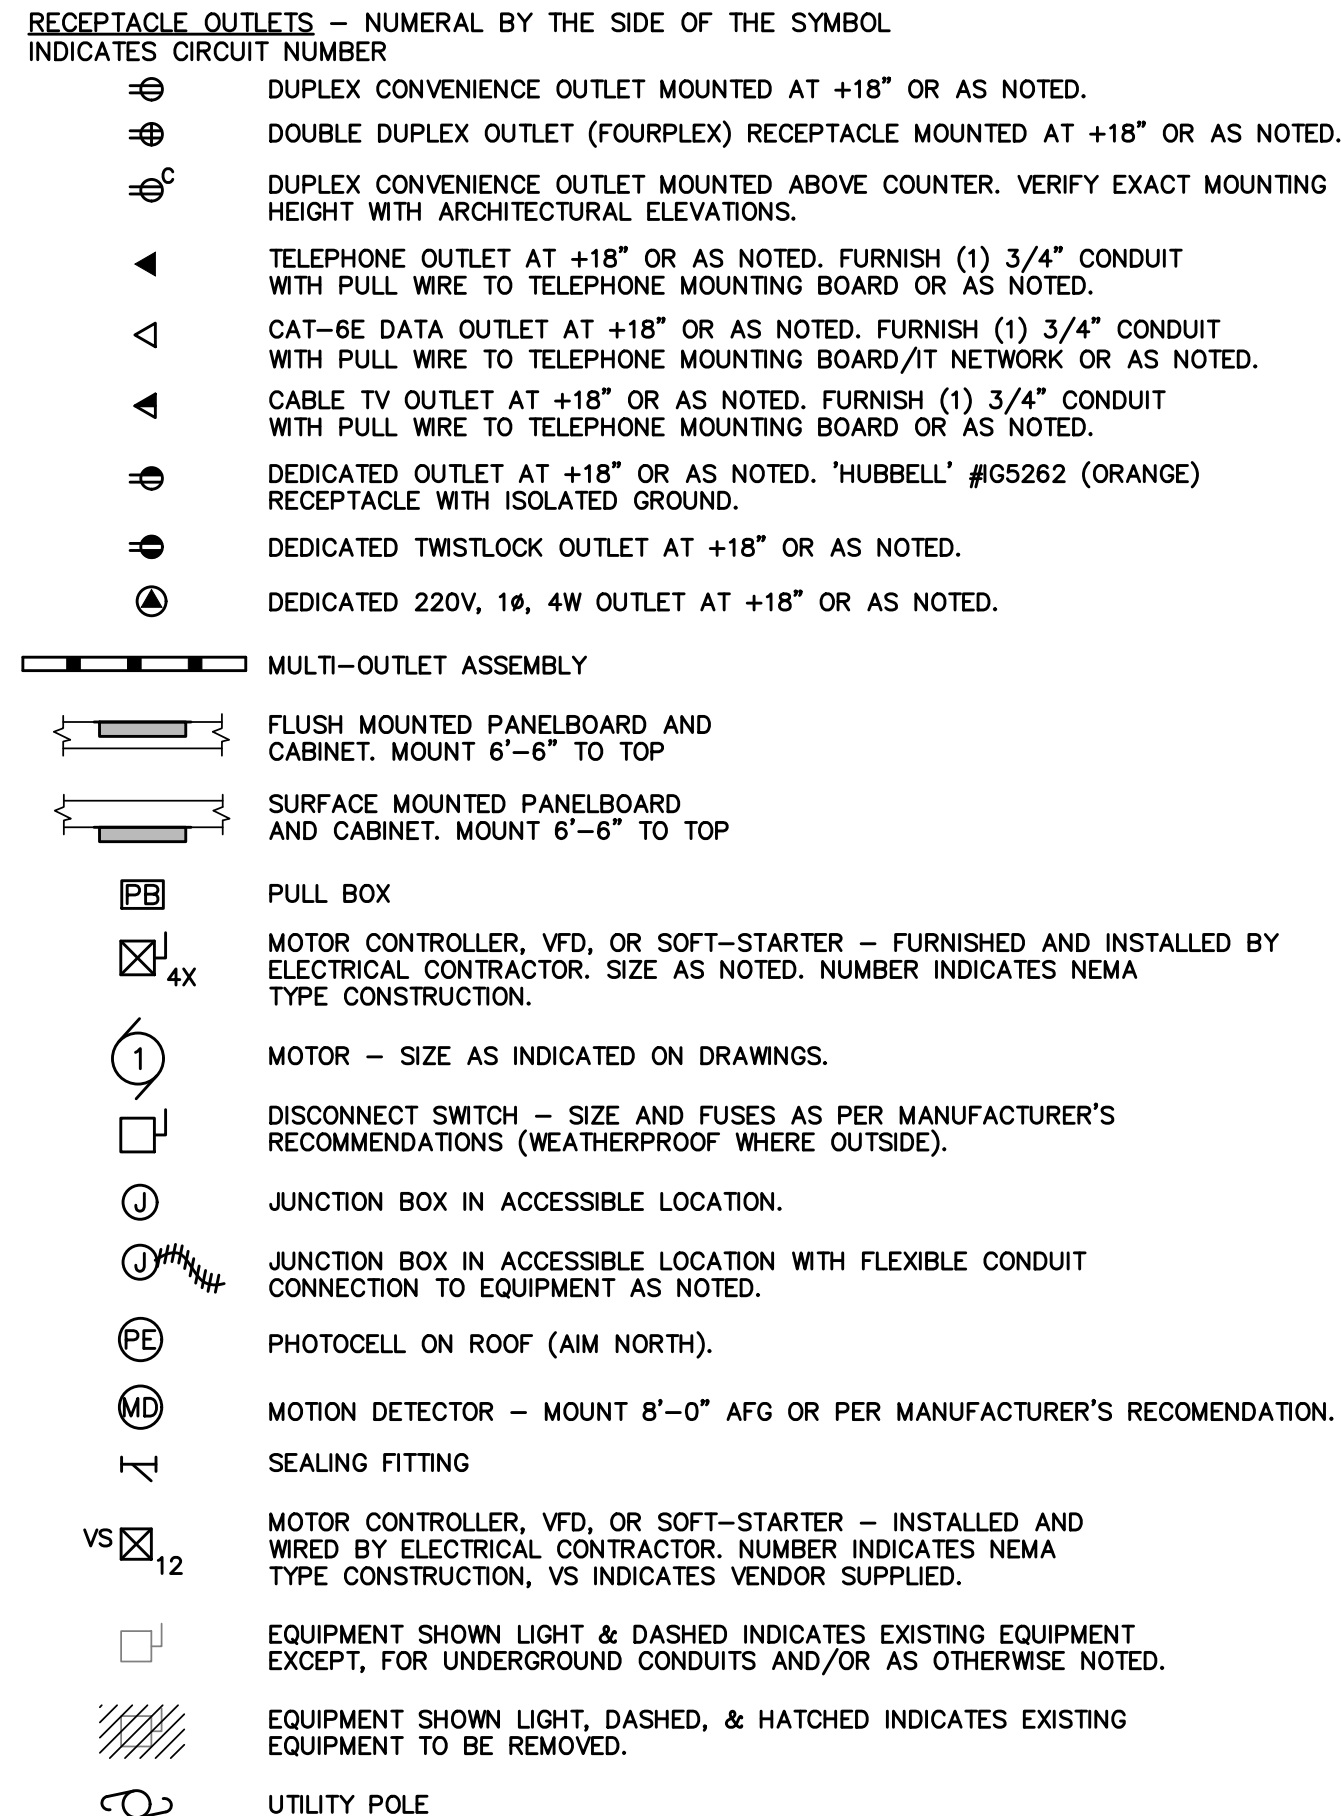 RECEPTACLE OUTLETS – NUMERAL BY THE SIDE OF THE SYMBOL
INDICATES CIRCUIT NUMBER
DUPLEX CONVENIENCE OUTLET MOUNTED AT +18" OR AS NOTED.
DOUBLE DUPLEX OUTLET (FOURPLEX) RECEPTACLE MOUNTED AT +18" OR AS NOTED.
C DUPLEX CONVENIENCE OUTLET MOUNTED ABOVE COUNTER. VERIFY EXACT MOUNTING
HEIGHT WITH ARCHITECTURAL ELEVATIONS.
TELEPHONE OUTLET AT +18" OR AS NOTED. FURNISH (1) 3/4" CONDUIT
WITH PULL WIRE TO TELEPHONE MOUNTING BOARD OR AS NOTED.
CAT–6E DATA OUTLET AT +18" OR AS NOTED. FURNISH (1) 3/4" CONDUIT
WITH PULL WIRE TO TELEPHONE MOUNTING BOARD/IT NETWORK OR AS NOTED.
CABLE TV OUTLET AT +18" OR AS NOTED. FURNISH (1) 3/4" CONDUIT
WITH PULL WIRE TO TELEPHONE MOUNTING BOARD OR AS NOTED.
DEDICATED OUTLET AT +18" OR AS NOTED. 'HUBBELL' #IG5262 (ORANGE)
RECEPTACLE WITH ISOLATED GROUND.
DEDICATED TWISTLOCK OUTLET AT +18" OR AS NOTED.
DEDICATED 220V, 1ø, 4W OUTLET AT +18" OR AS NOTED.
MULTI–OUTLET ASSEMBLY
FLUSH MOUNTED PANELBOARD AND
CABINET. MOUNT 6'–6" TO TOP
SURFACE MOUNTED PANELBOARD
AND CABINET. MOUNT 6'–6" TO TOP
PB PULL BOX
MOTOR CONTROLLER, VFD, OR SOFT–STARTER – FURNISHED AND INSTALLED BY
4X ELECTRICAL CONTRACTOR. SIZE AS NOTED. NUMBER INDICATES NEMA
TYPE CONSTRUCTION.
1 MOTOR – SIZE AS INDICATED ON DRAWINGS.
DISCONNECT SWITCH – SIZE AND FUSES AS PER MANUFACTURER'S
RECOMMENDATIONS (WEATHERPROOF WHERE OUTSIDE).
J JUNCTION BOX IN ACCESSIBLE LOCATION.
J JUNCTION BOX IN ACCESSIBLE LOCATION WITH FLEXIBLE CONDUIT
CONNECTION TO EQUIPMENT AS NOTED.
PE PHOTOCELL ON ROOF (AIM NORTH).
MD MOTION DETECTOR – MOUNT 8'–0" AFG OR PER MANUFACTURER'S RECOMENDATION.
SEALING FITTING
MOTOR CONTROLLER, VFD, OR SOFT–STARTER – INSTALLED AND
VS 12 WIRED BY ELECTRICAL CONTRACTOR. NUMBER INDICATES NEMA
TYPE CONSTRUCTION, VS INDICATES VENDOR SUPPLIED.
EQUIPMENT SHOWN LIGHT & DASHED INDICATES EXISTING EQUIPMENT
EXCEPT, FOR UNDERGROUND CONDUITS AND/OR AS OTHERWISE NOTED.
EQUIPMENT SHOWN LIGHT, DASHED, & HATCHED INDICATES EXISTING
EQUIPMENT TO BE REMOVED.
UTILITY POLE